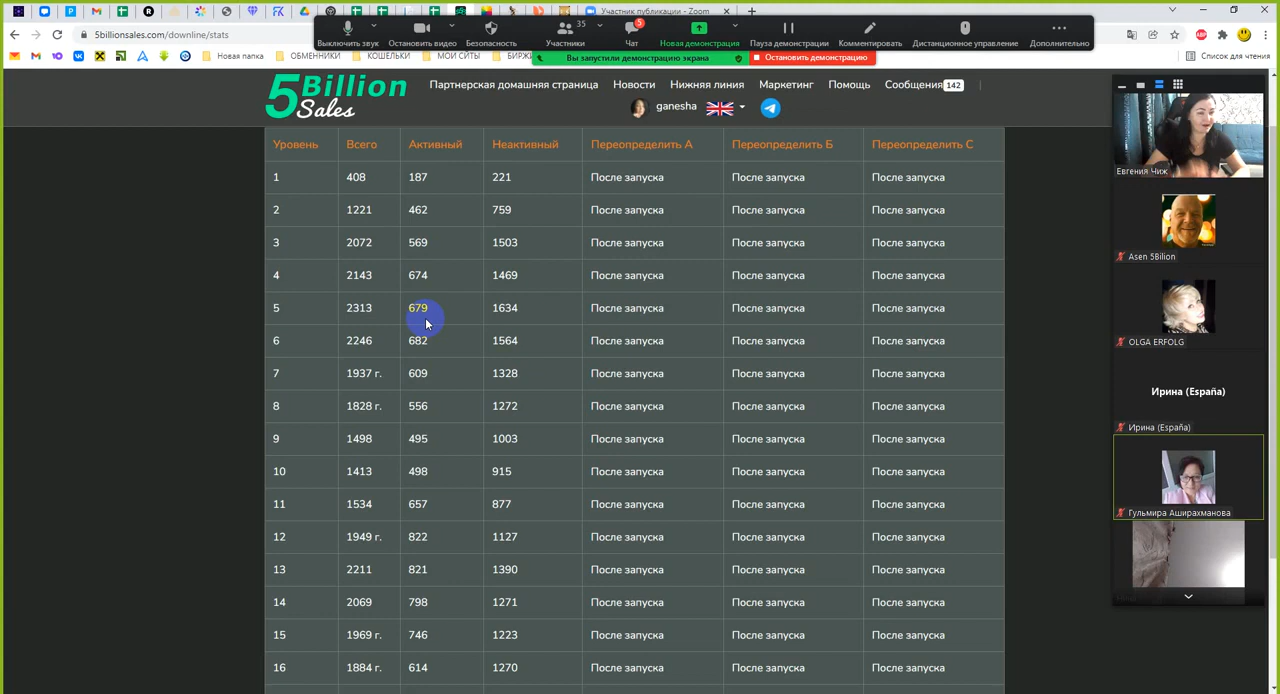 Участник публикации - Zoom
5billionsales.com/downline/stats
Выключить звук
Остановить видео
Безопасность
35
Участники
5
Чат
Новая демонстрация
Пауза демонстрации
Комментировать
Дистанционное управление
Дополнительно
Вы запустили демонстрацию экрана
Остановить демонстрацию
Новая папка
ОБМЕННИКИ
КОШЕЛЬКИ
МОИ САЙТЫ
Список для чтения
5Billion
Sales
Партнерская домашняя страница Новости Нижняя линия Маркетинг Помощь Сообщения 142
ganesha
Уровень Всего Активный Неактивный Переопределить А Переопределить Б Переопределить С
1 408 187 221 После запуска После запуска После запуска
2 1221 462 759 После запуска После запуска После запуска
3 2072 569 1503 После запуска После запуска После запуска
4 2143 674 1469 После запуска После запуска После запуска
5 2313 679 1634 После запуска После запуска После запуска
6 2246 682 1564 После запуска После запуска После запуска
7 1937 г. 609 1328 После запуска После запуска После запуска
8 1828 г. 556 1272 После запуска После запуска После запуска
9 1498 495 1003 После запуска После запуска После запуска
10 1413 498 915 После запуска После запуска После запуска
11 1534 657 877 После запуска После запуска После запуска
12 1949 г. 822 1127 После запуска После запуска После запуска
13 2211 821 1390 После запуска После запуска После запуска
14 2069 798 1271 После запуска После запуска После запуска
15 1969 г. 746 1223 После запуска После запуска После запуска
16 1884 г. 614 1270 После запуска После запуска После запуска
Евгения Чиж
Asen 5Bilion
OLGA ERFOLG
Ирина (España)
Ирина (España)
Гульмира Аширахманова